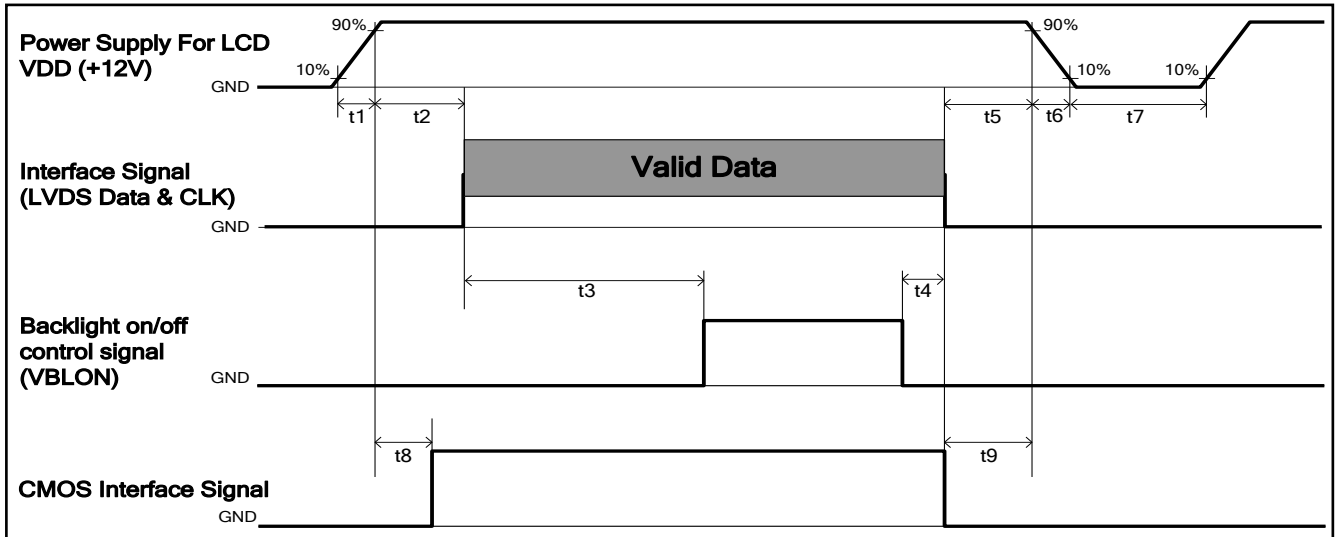 90%
90%
Power Supply For LCD
VDD (+12V)
10%
10%
10%
GND
t1
t2
t5
t6
t7
Valid Data
Interface Signal
(LVDS Data & CLK)
GND
t3
t4
Backlight on/off
control signal
(VBLON)
GND
t8
t9
CMOS Interface Signal
GND